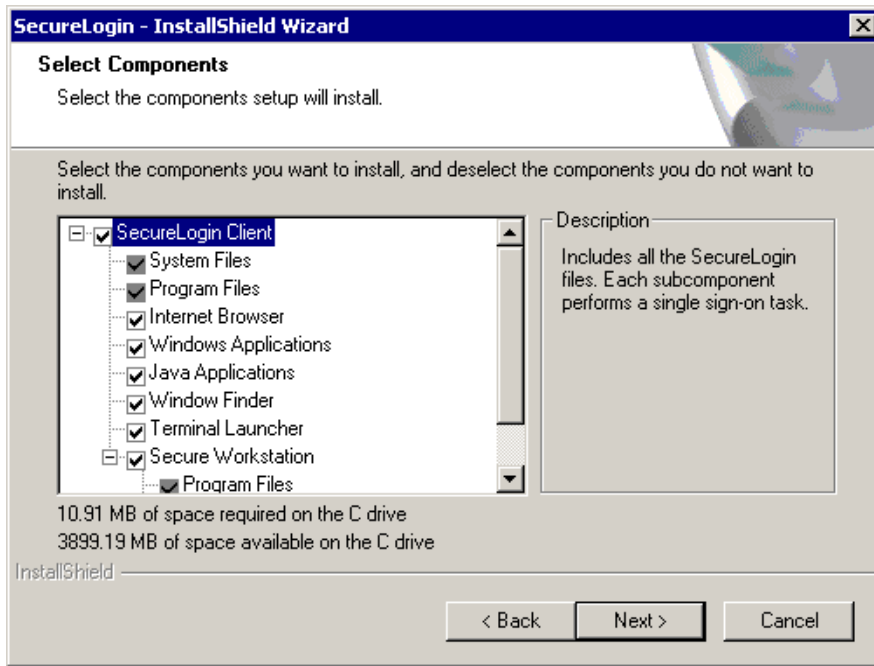 SecureLogin - InstallShield Wizard
Select Components
Select the components setup will install.
Select the components you want to install, and deselect the components you do not want to
install.
SecureLogin Client
System Files
Program Files
Internet Browser
Windows Applications
Java Applications
Window Finder
Terminal Launcher
Secure Workstation
Program Files
Description
Includes all the SecureLogin
files. Each subcomponent
performs a single sign-on task.
10.91 MB of space required on the C drive
3899.19 MB of space available on the C drive
InstallShield
< Back
Next >
Cancel